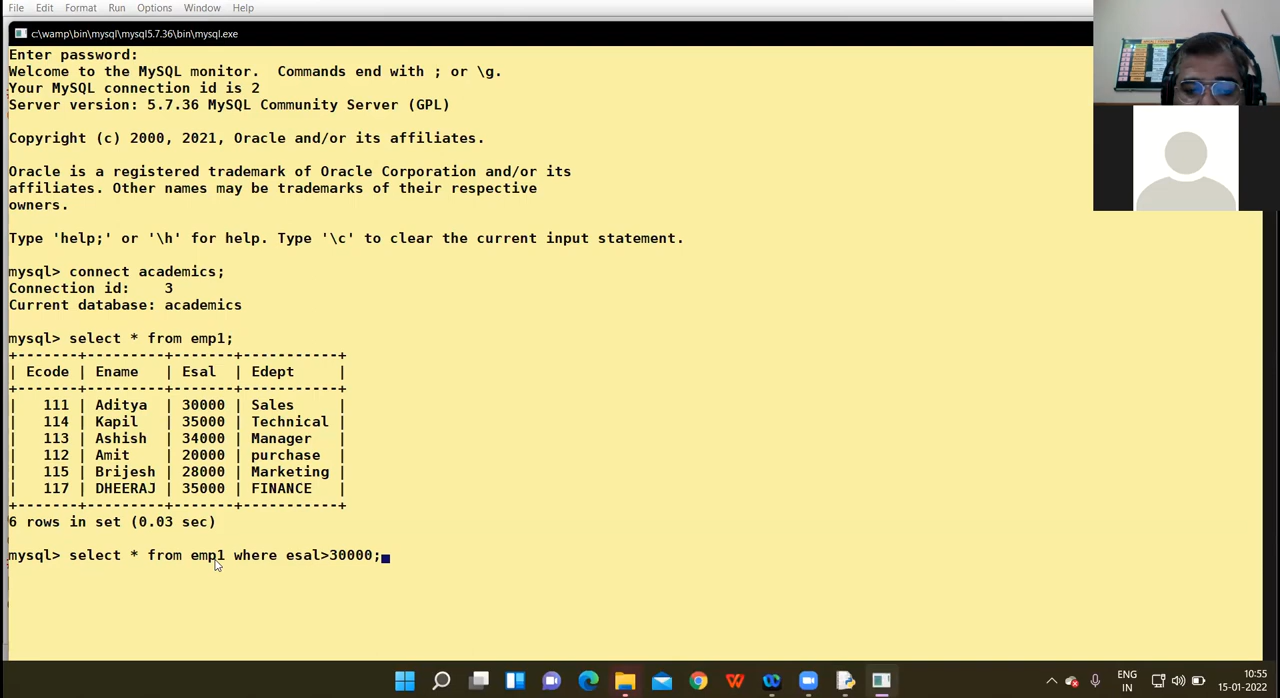 File Edit Format Run Options Window Help
c:\wamp\bin\mysql\mysql5.7.36\bin\mysql.exe
Enter password:
Welcome to the MySQL monitor.  Commands end with ; or \g.
Your MySQL connection id is 2
Server version: 5.7.36 MySQL Community Server (GPL)
Copyright (c) 2000, 2021, Oracle and/or its affiliates.
Oracle is a registered trademark of Oracle Corporation and/or its
affiliates. Other names may be trademarks of their respective
owners.
Type 'help;' or '\h' for help. Type '\c' to clear the current input statement.
mysql> connect academics;
Connection id:    3
Current database: academics
mysql> select * from emp1;
+-------+---------+-------+-----------+
| Ecode | Ename   | Esal  | Edept     |
+-------+---------+-------+-----------+
|   111 | Aditya  | 30000 | Sales     |
|   114 | Kapil   | 35000 | Technical |
|   113 | Ashish  | 34000 | Manager   |
|   112 | Amit    | 20000 | purchase  |
|   115 | Brijesh | 28000 | Marketing |
|   117 | DHEERAJ | 35000 | FINANCE   |
+-------+---------+-------+-----------+
6 rows in set (0.03 sec)
mysql> select * from emp1 where esal>30000;
ENG
IN
10:55
15-01-2022